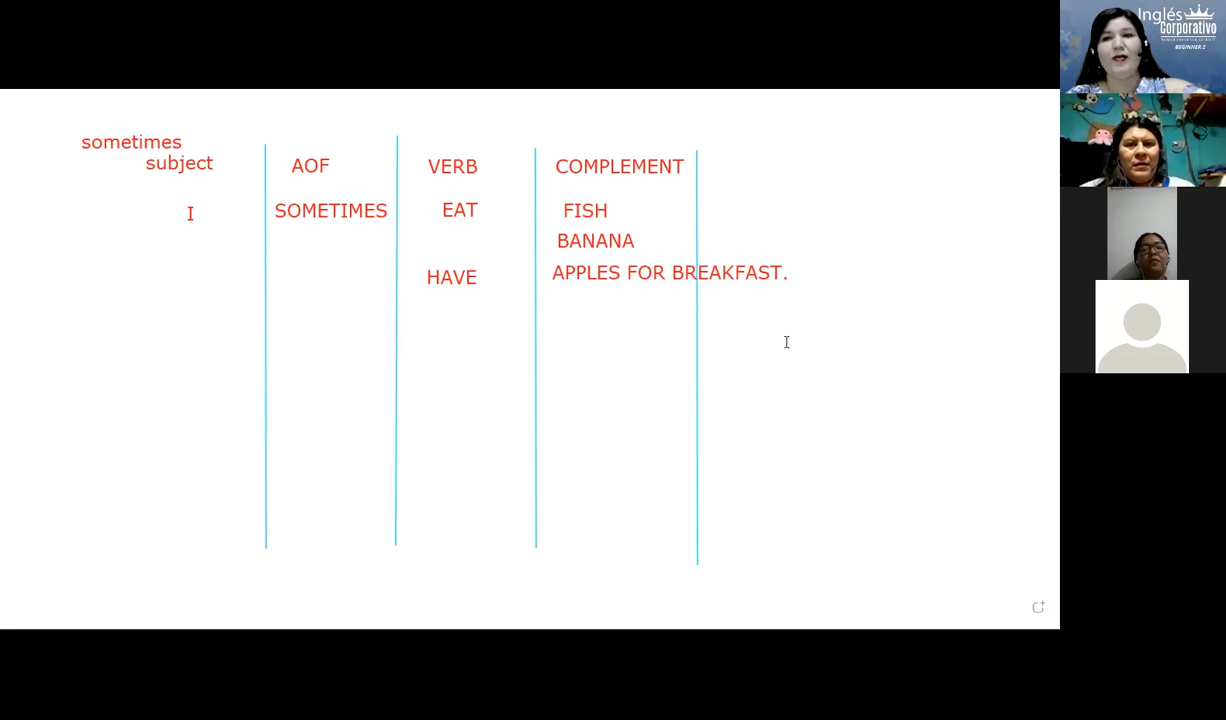 sometimes
subject AOF VERB COMPLEMENT
I SOMETIMES EAT FISH
BANANA
HAVE APPLES FOR BREAKFAST.
Inglés
Corporativo
BEGINNER 2